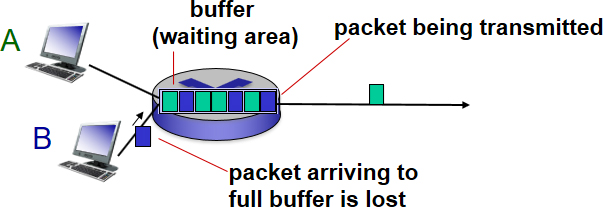 buffer
(waiting area)
packet being transmitted
A
B
packet arriving to
full buffer is lost